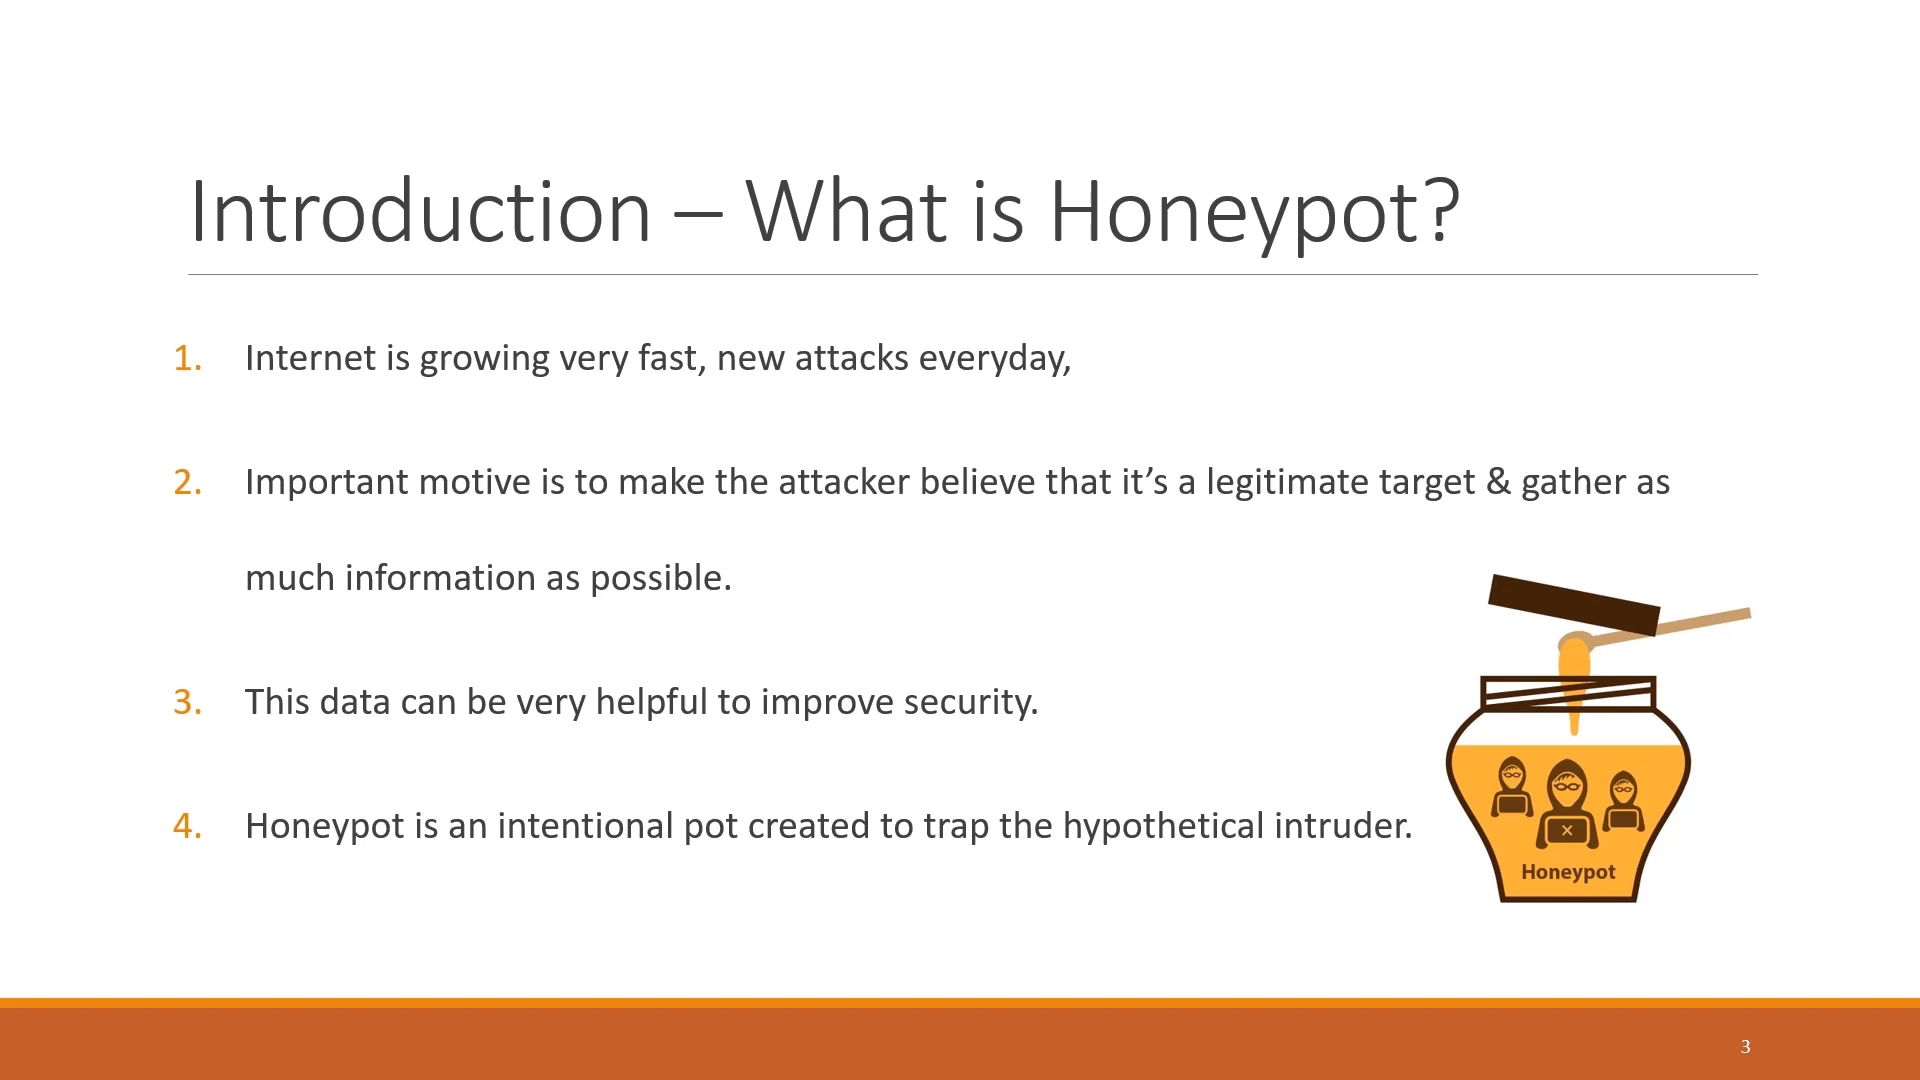 Introduction – What is Honeypot?
1. Internet is growing very fast, new attacks everyday,
2. Important motive is to make the attacker believe that it’s a legitimate target & gather as
much information as possible.
3. This data can be very helpful to improve security.
4. Honeypot is an intentional pot created to trap the hypothetical intruder.
Honeypot
3